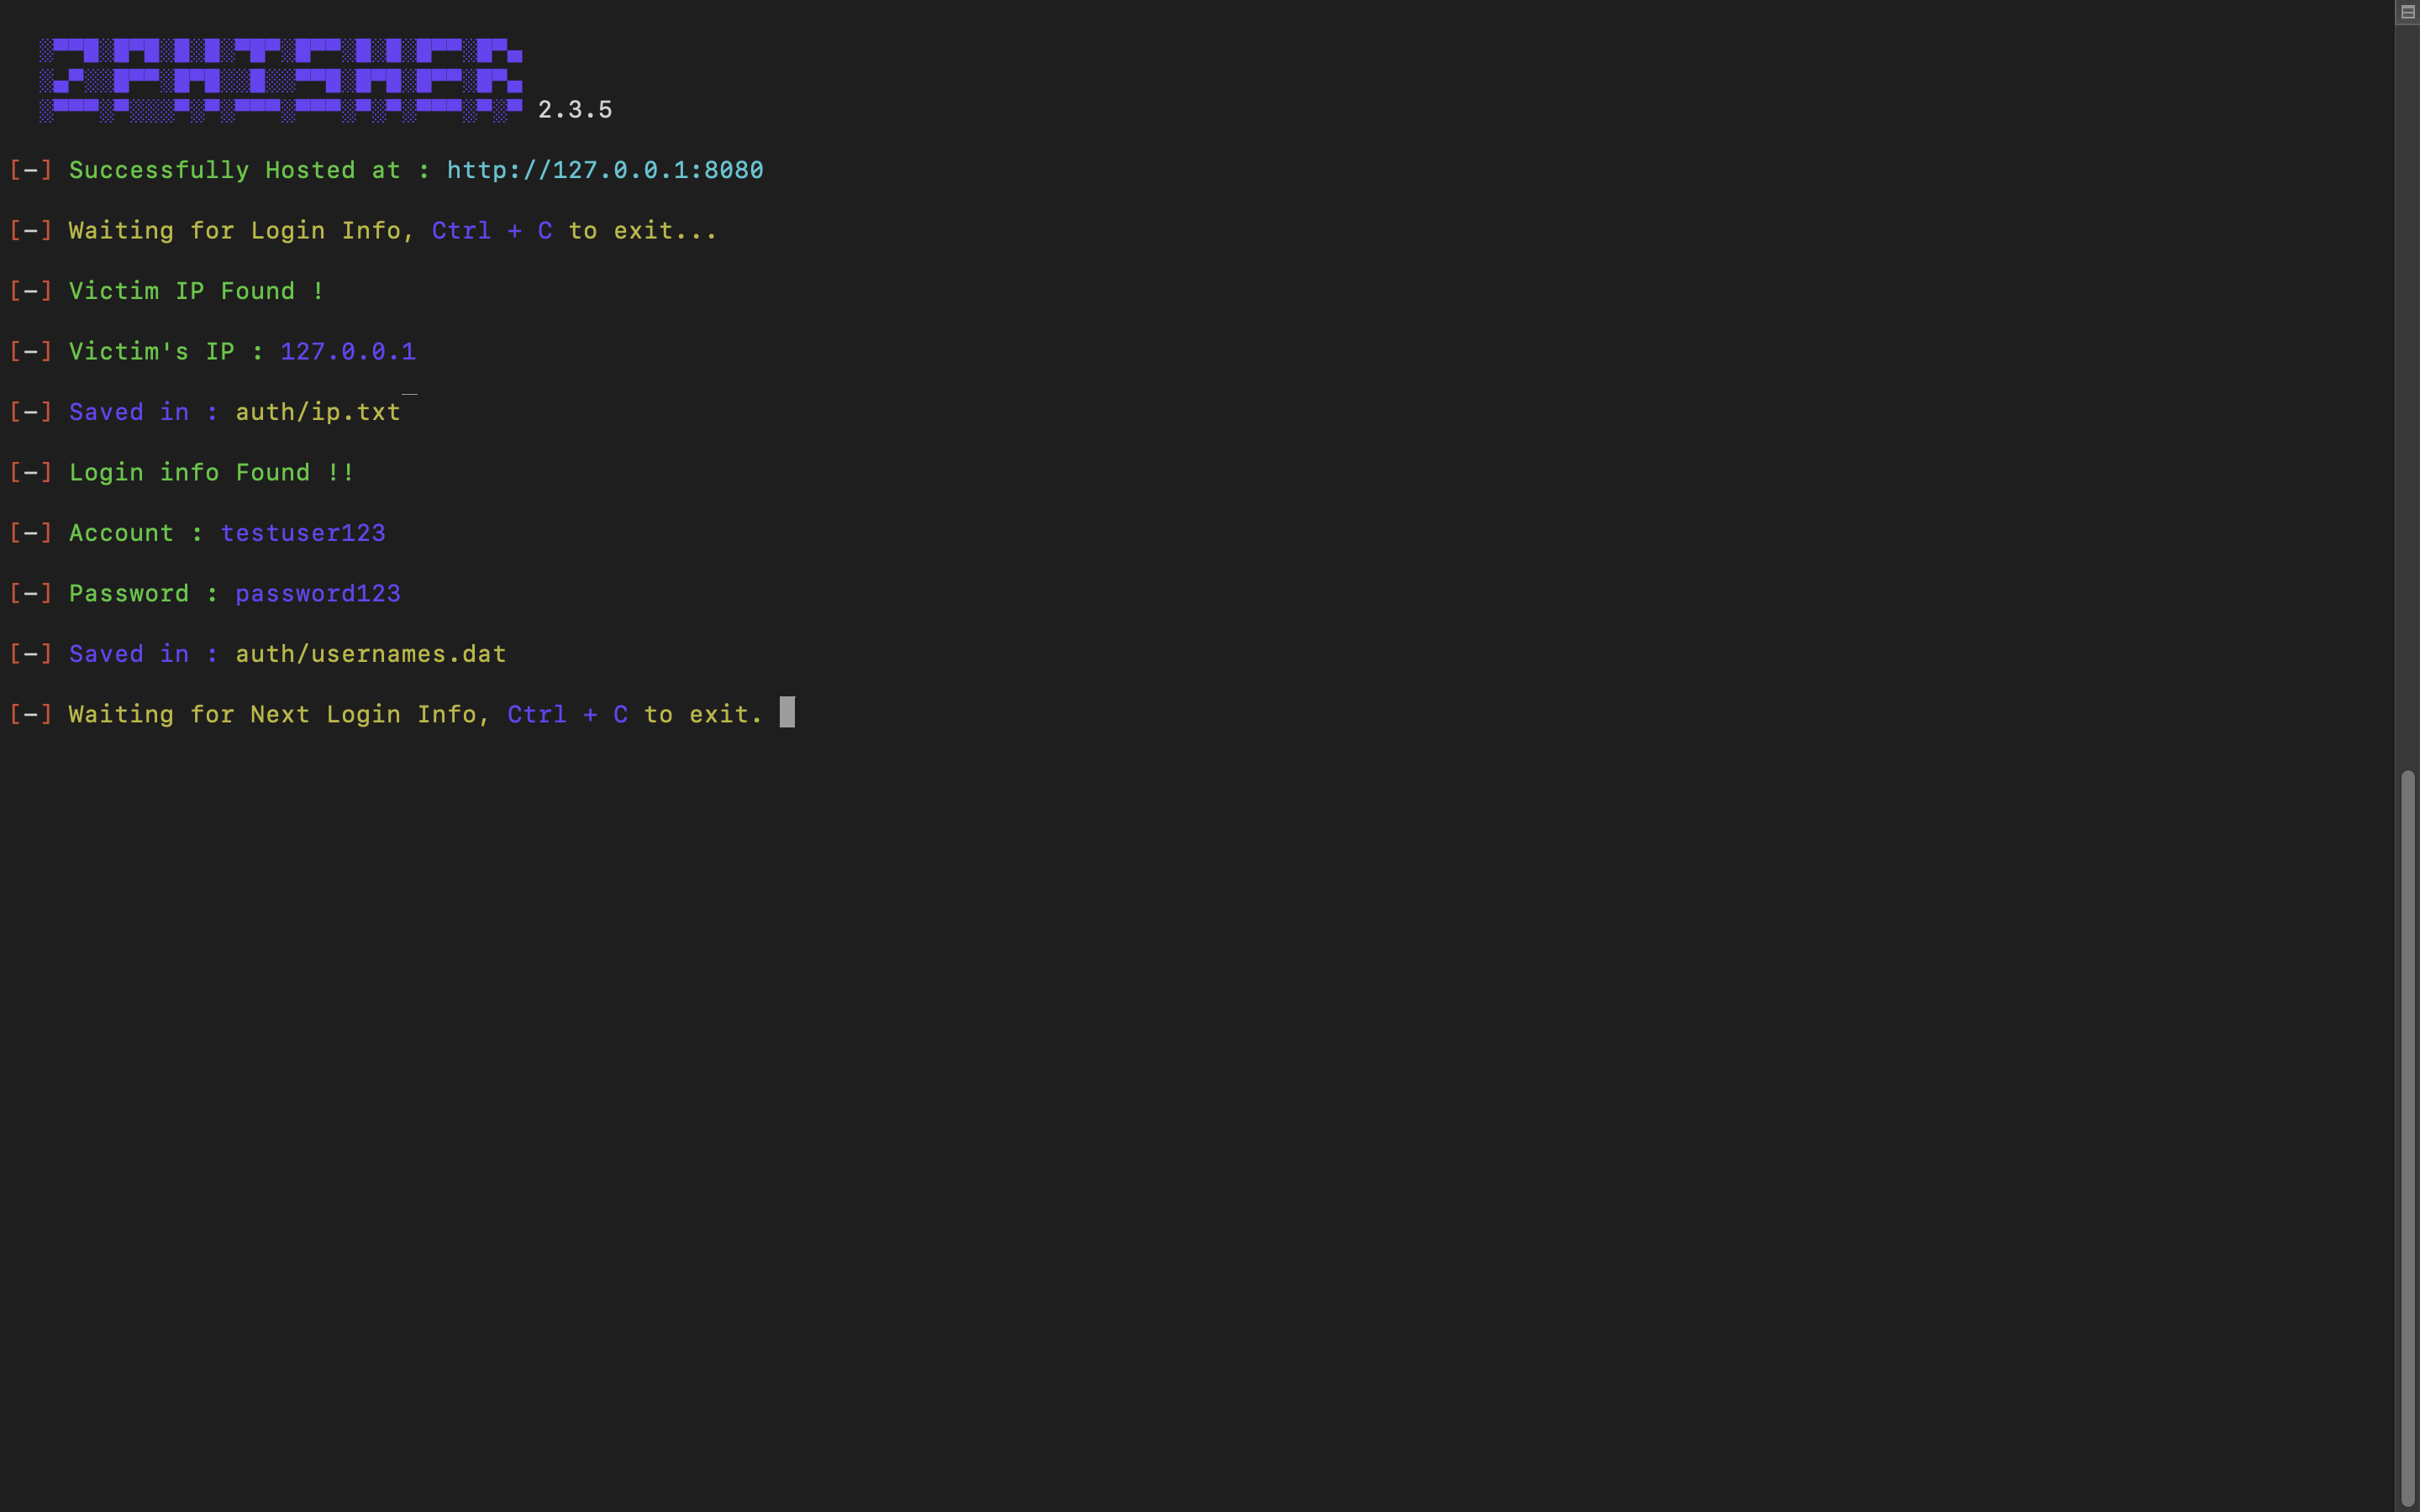 ZPHISHER 2.3.5
[-] Successfully Hosted at : http://127.0.0.1:8080
[-] Waiting for Login Info, Ctrl + C to exit...
[-] Victim IP Found !
[-] Victim's IP : 127.0.0.1
[-] Saved in : auth/ip.txt
[-] Login info Found !!
[-] Account : testuser123
[-] Password : password123
[-] Saved in : auth/usernames.dat
[-] Waiting for Next Login Info, Ctrl + C to exit.